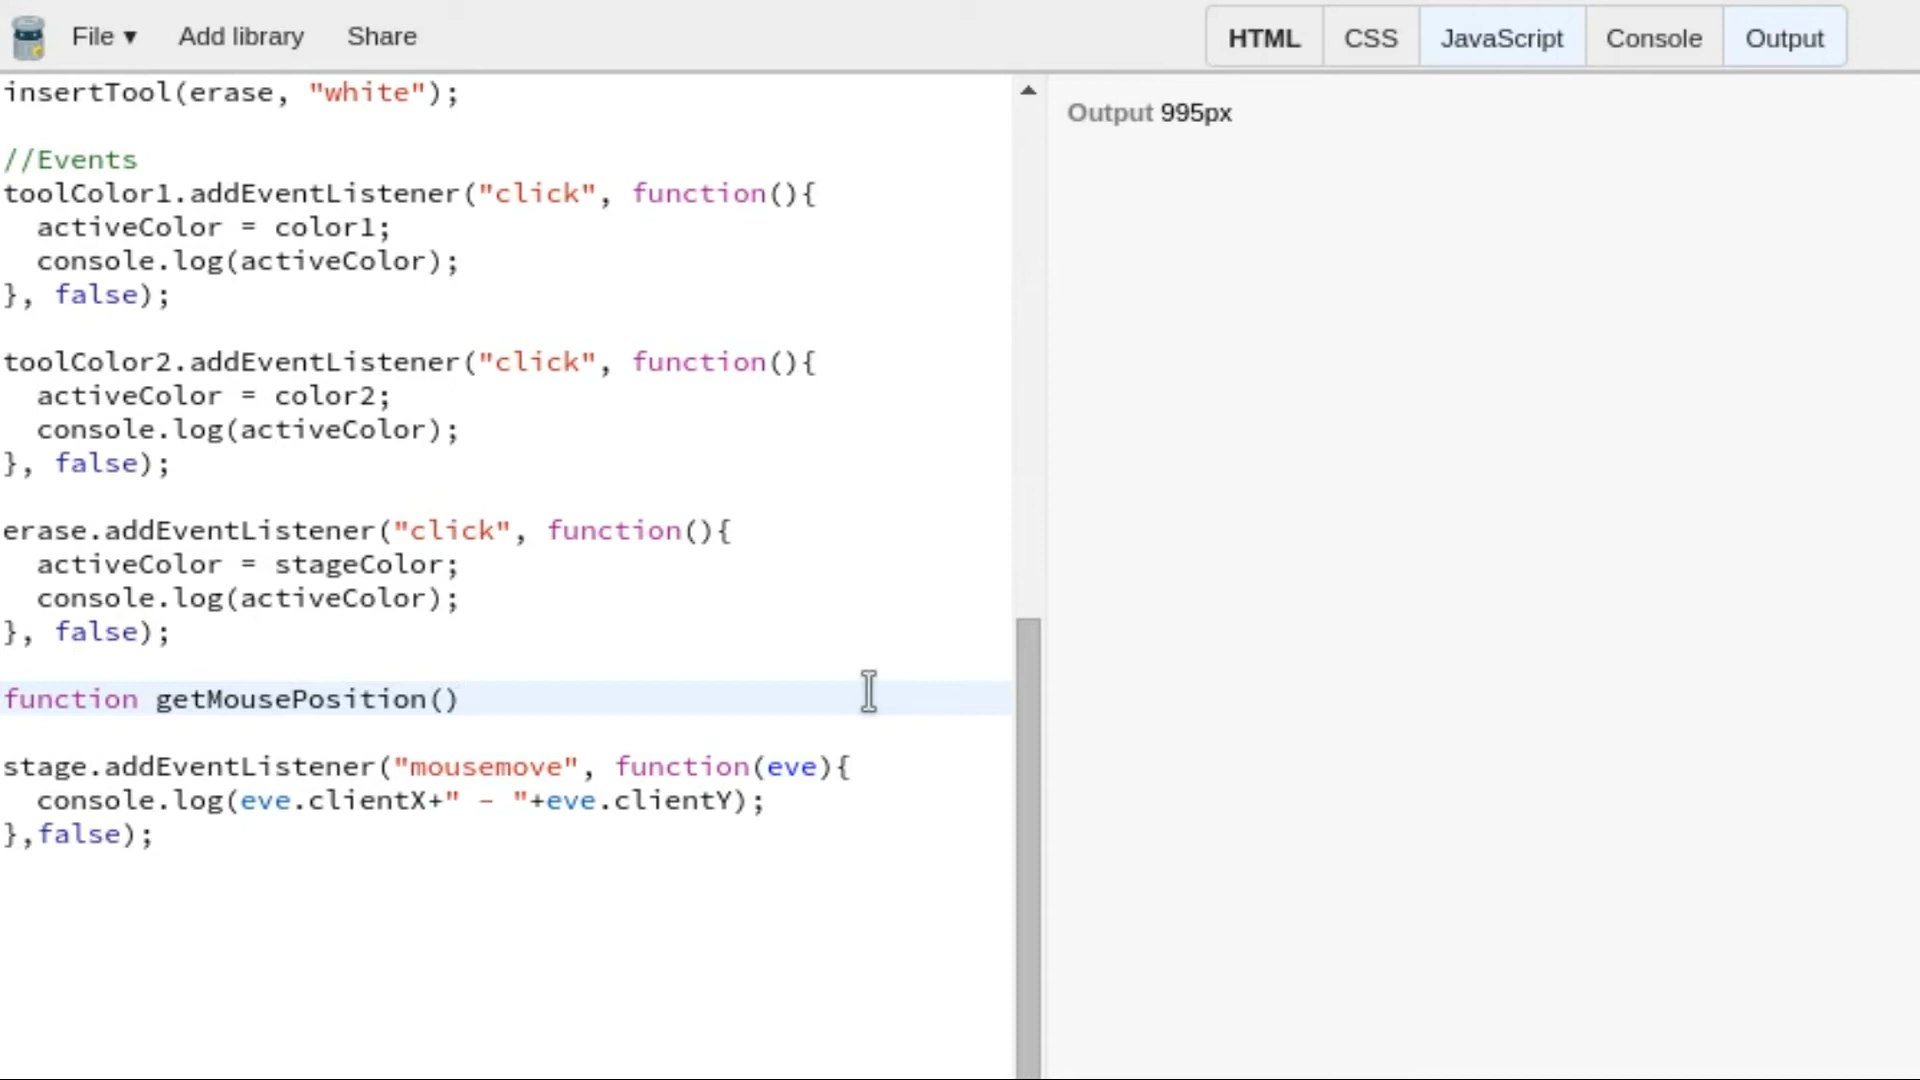 File ▾ Add library Share HTML CSS JavaScript Console Output
insertTool(erase, "white");
//Events
toolColor1.addEventListener("click", function(){
  activeColor = color1;
  console.log(activeColor);
}, false);
toolColor2.addEventListener("click", function(){
  activeColor = color2;
  console.log(activeColor);
}, false);
erase.addEventListener("click", function(){
  activeColor = stageColor;
  console.log(activeColor);
}, false);
function getMousePosition()
stage.addEventListener("mousemove", function(eve){
  console.log(eve.clientX+" - "+eve.clientY);
},false);
Output 995px